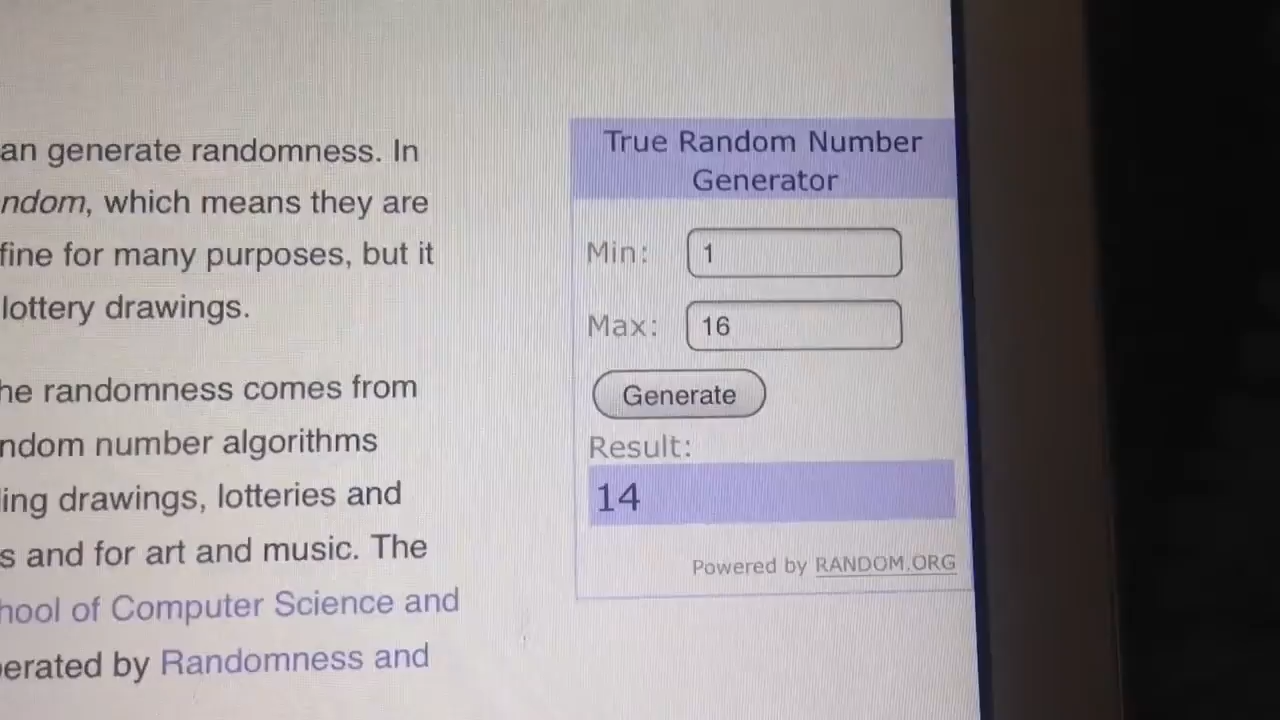 an generate randomness. In
ndom, which means they are
fine for many purposes, but it
lottery drawings.
he randomness comes from
ndom number algorithms
ing drawings, lotteries and
s and for art and music. The
hool of Computer Science and
erated by Randomness and
True Random Number
Generator
Min: 1
Max: 16
Generate
Result:
14
Powered by RANDOM.ORG